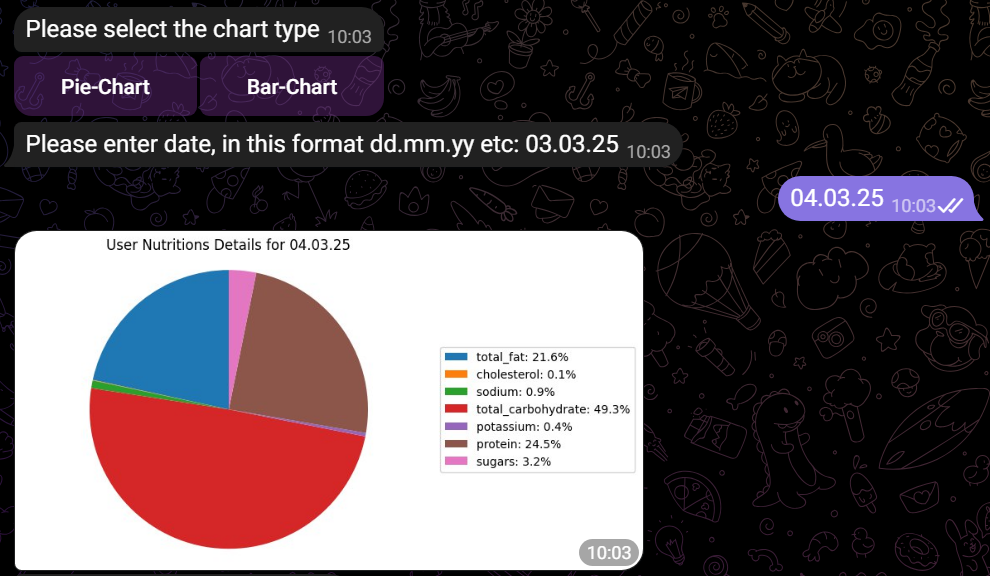 Please select the chart type 10:03
Pie-Chart Bar-Chart
Please enter date, in this format dd.mm.yy etc: 03.03.25 10:03
04.03.25 10:03
User Nutritions Details for 04.03.25
total_fat: 21.6%
cholesterol: 0.1%
sodium: 0.9%
total_carbohydrate: 49.3%
potassium: 0.4%
protein: 24.5%
sugars: 3.2%
10:03